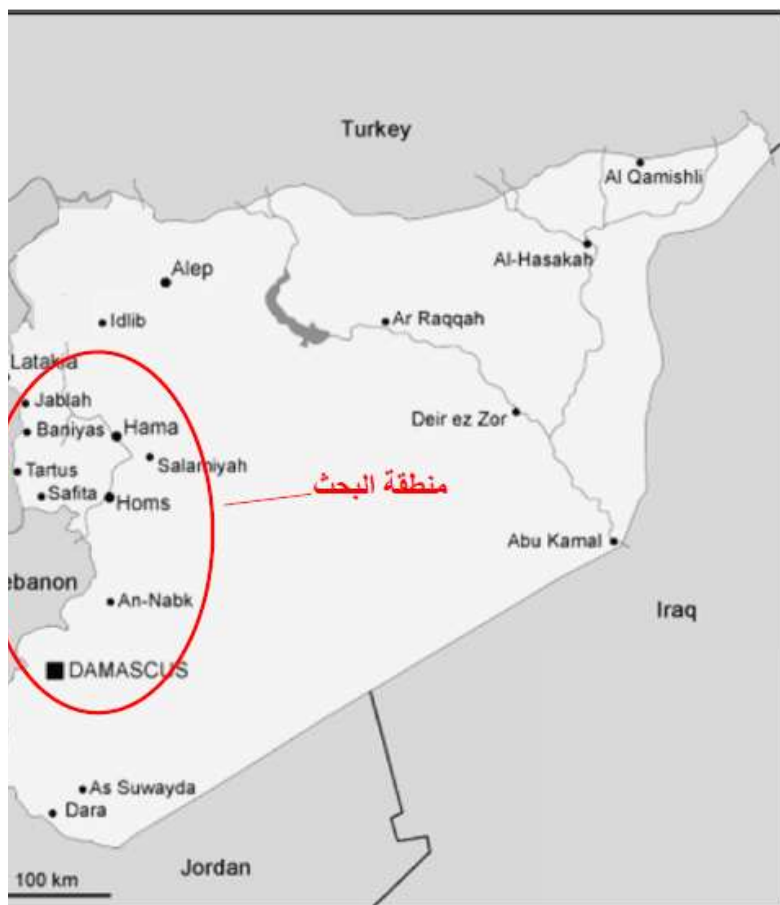 Turkey
Al Qamishli
Al-Hasakah
Alep
Idlib
Ar Raqqah
Latakia
Jablah
Deir ez Zor
Baniyas
Hama
Salamiyah
Tartus
منطقة البحث
Safita
Homs
Abu Kamal
ebanon
An-Nabk
Iraq
DAMASCUS
As Suwayda
Dara
Jordan
100 km